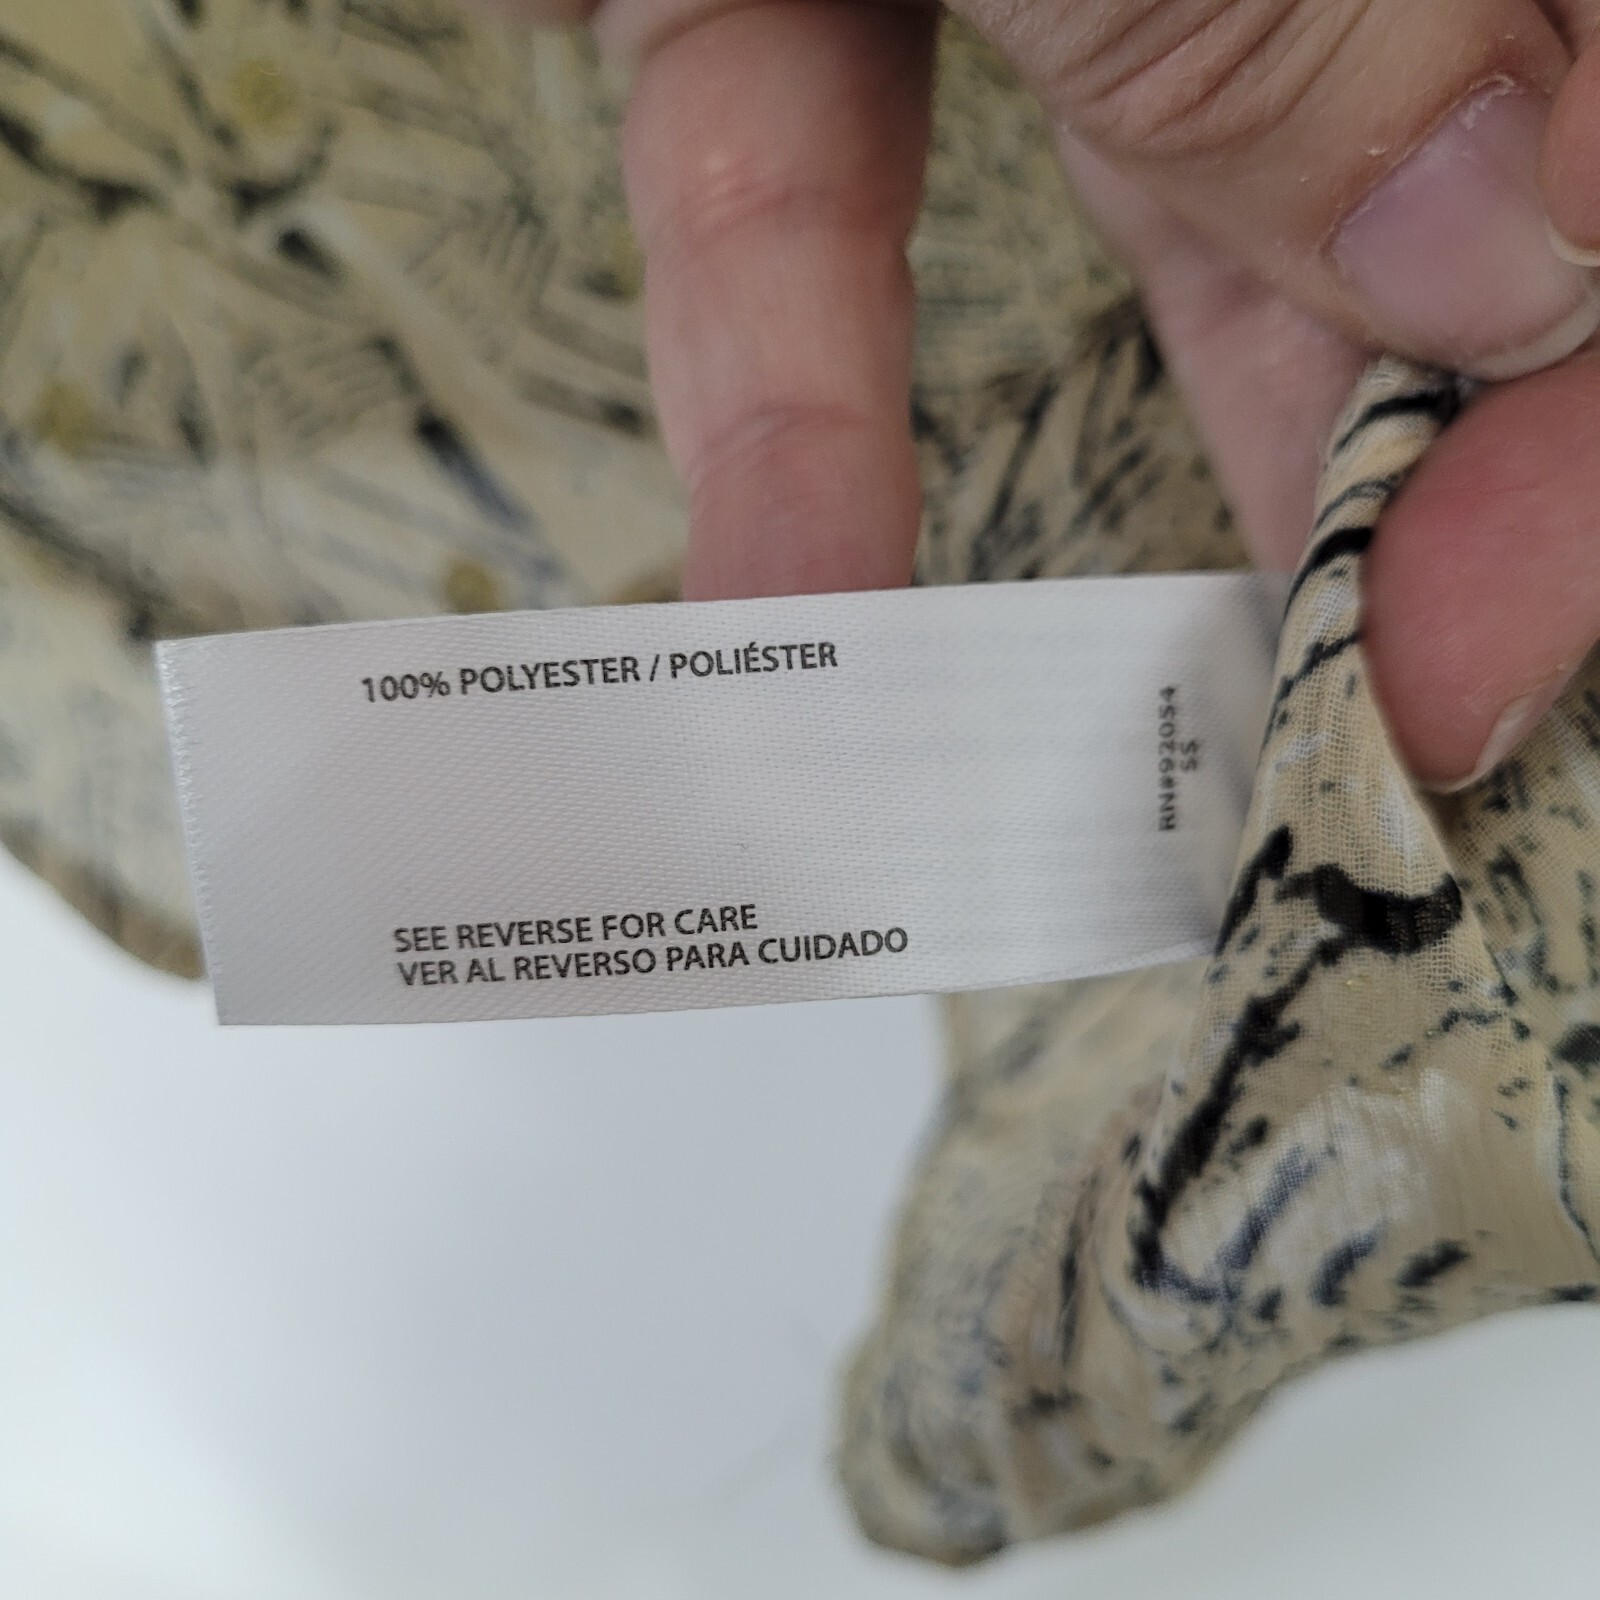 100% POLYESTER / POLIÉSTER
SEE REVERSE FOR CARE
VER AL REVERSO PARA CUIDADO
RN#92054
SS